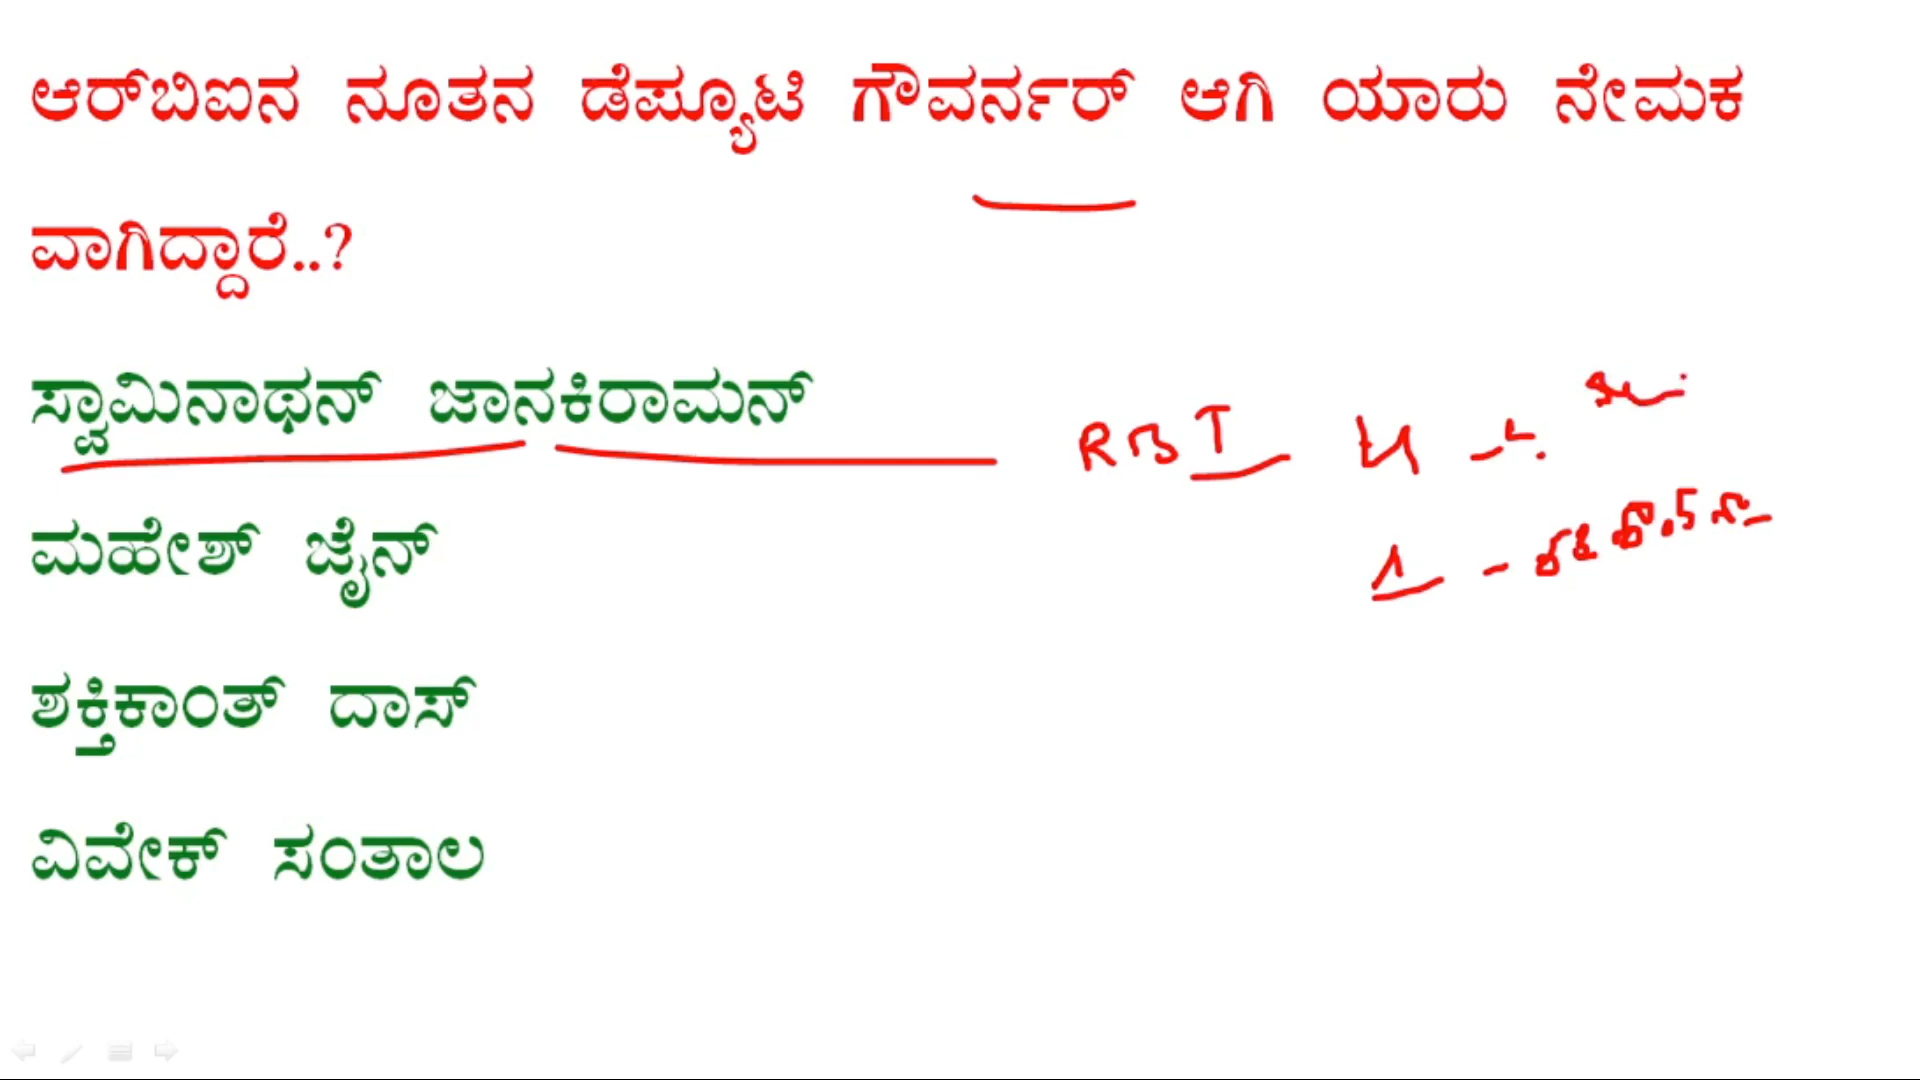 ಆರ್‌ಬಿಐನ ನೂತನ ಡೆಪ್ಯೂಟಿ ಗೌವರ್ನರ್ ಆಗಿ ಯಾರು ನೇಮಕ
ವಾಗಿದ್ದಾರೆ..?
ಸ್ವಾಮಿನಾಥನ್ ಜಾನಕಿರಾಮನ್
RBI
ಮಹೇಶ್ ಜೈನ್
ಶಕ್ತಿಕಾಂತ್ ದಾಸ್
ವಿವೇಕ್ ಸಂತಾಲ